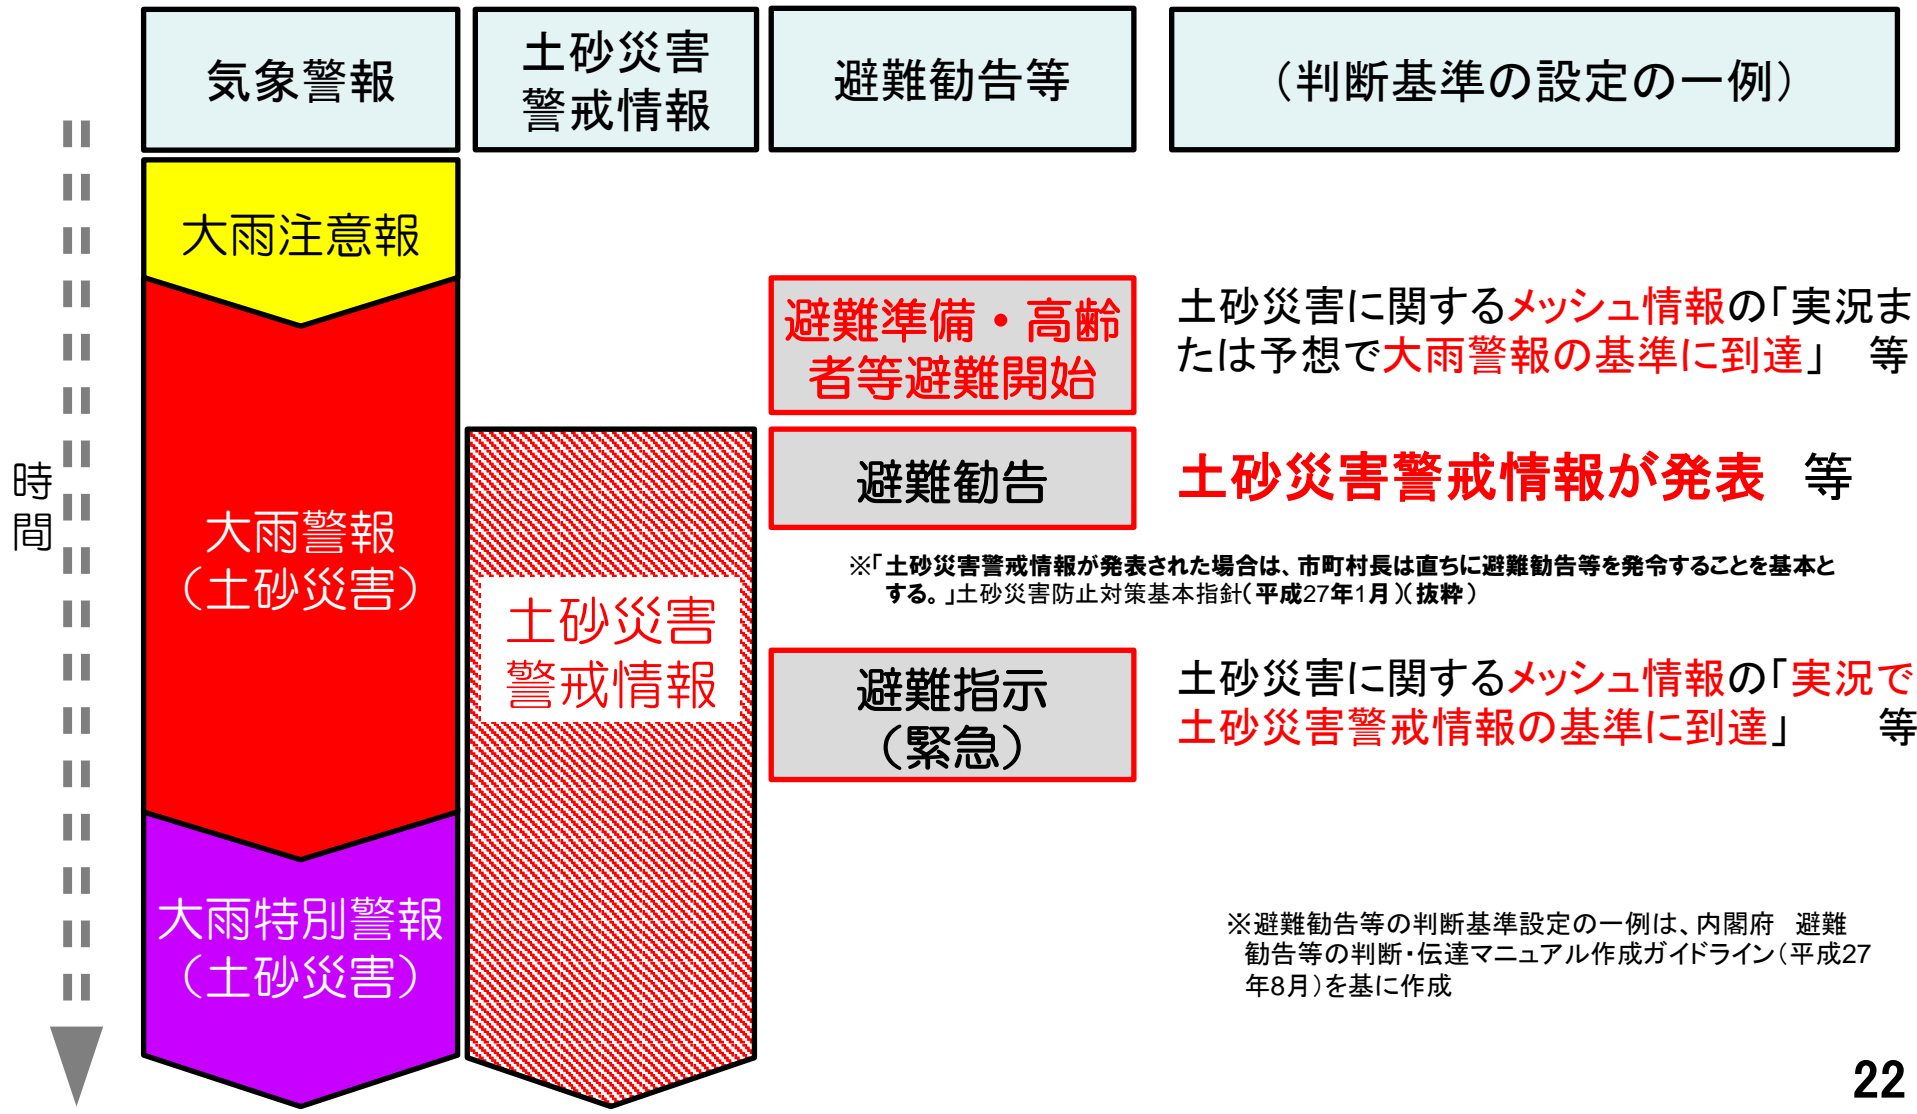 気象警報
土砂災害
警戒情報
避難勧告等
（判断基準の設定の一例）
時
間
大雨注意報
大雨警報
（土砂災害）
大雨特別警報
（土砂災害）
土砂災害
警戒情報
避難準備・高齢
者等避難開始
土砂災害に関するメッシュ情報の「実況ま
たは予想で大雨警報の基準に到達」　等
避難勧告
土砂災害警戒情報が発表　等
※「土砂災害警戒情報が発表された場合は、市町村長は直ちに避難勧告等を発令することを基本と
する。」土砂災害防止対策基本指針（平成27年1月）（抜粋）
避難指示
（緊急）
土砂災害に関するメッシュ情報の「実況で
土砂災害警戒情報の基準に到達」　等
※避難勧告等の判断基準設定の一例は、内閣府　避難
勧告等の判断・伝達マニュアル作成ガイドライン（平成27
年8月）を基に作成
22